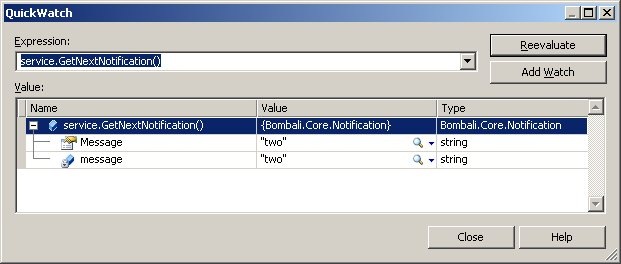 QuickWatch
Expression:
Reevaluate
service.GetNextNotification()
Add Watch
Value:
Name Value Type
service.GetNextNotification() {Bombali.Core.Notification} Bombali.Core.Notification
Message "two" string
message "two" string
Close Help